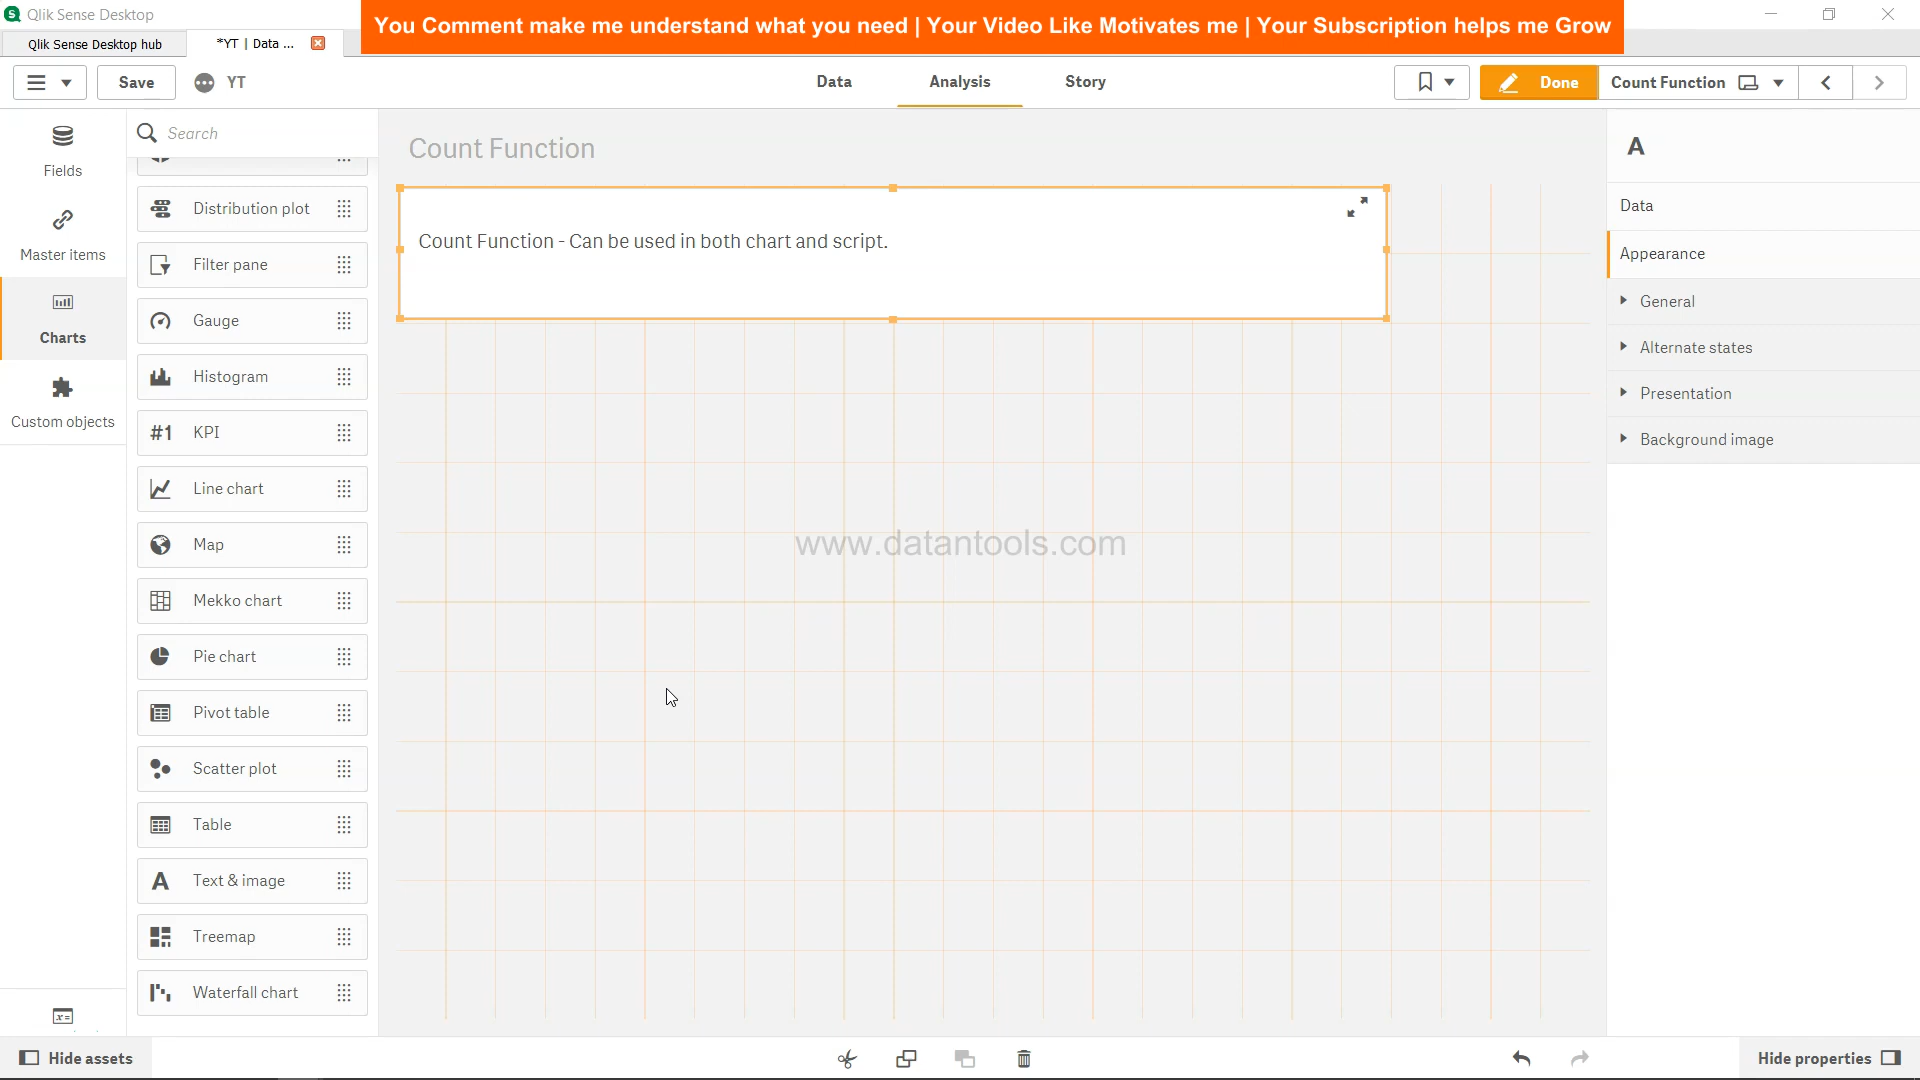 Qlik Sense Desktop
You Comment make me understand what you need | Your Video Like Motivates me | Your Subscription helps me Grow
Qlik Sense Desktop hub
*YT | Data ...
Save
YT
Data
Analysis
Story
Done
Count Function
Fields
Master items
Charts
Custom objects
Search
Distribution plot
Filter pane
Gauge
Histogram
#1 KPI
Line chart
Map
Mekko chart
Pie chart
Pivot table
Scatter plot
Table
A Text & image
Treemap
Waterfall chart
Count Function
Count Function - Can be used in both chart and script.
www.datantools.com
A
Data
Appearance
General
Alternate states
Presentation
Background image
Hide assets
Hide properties